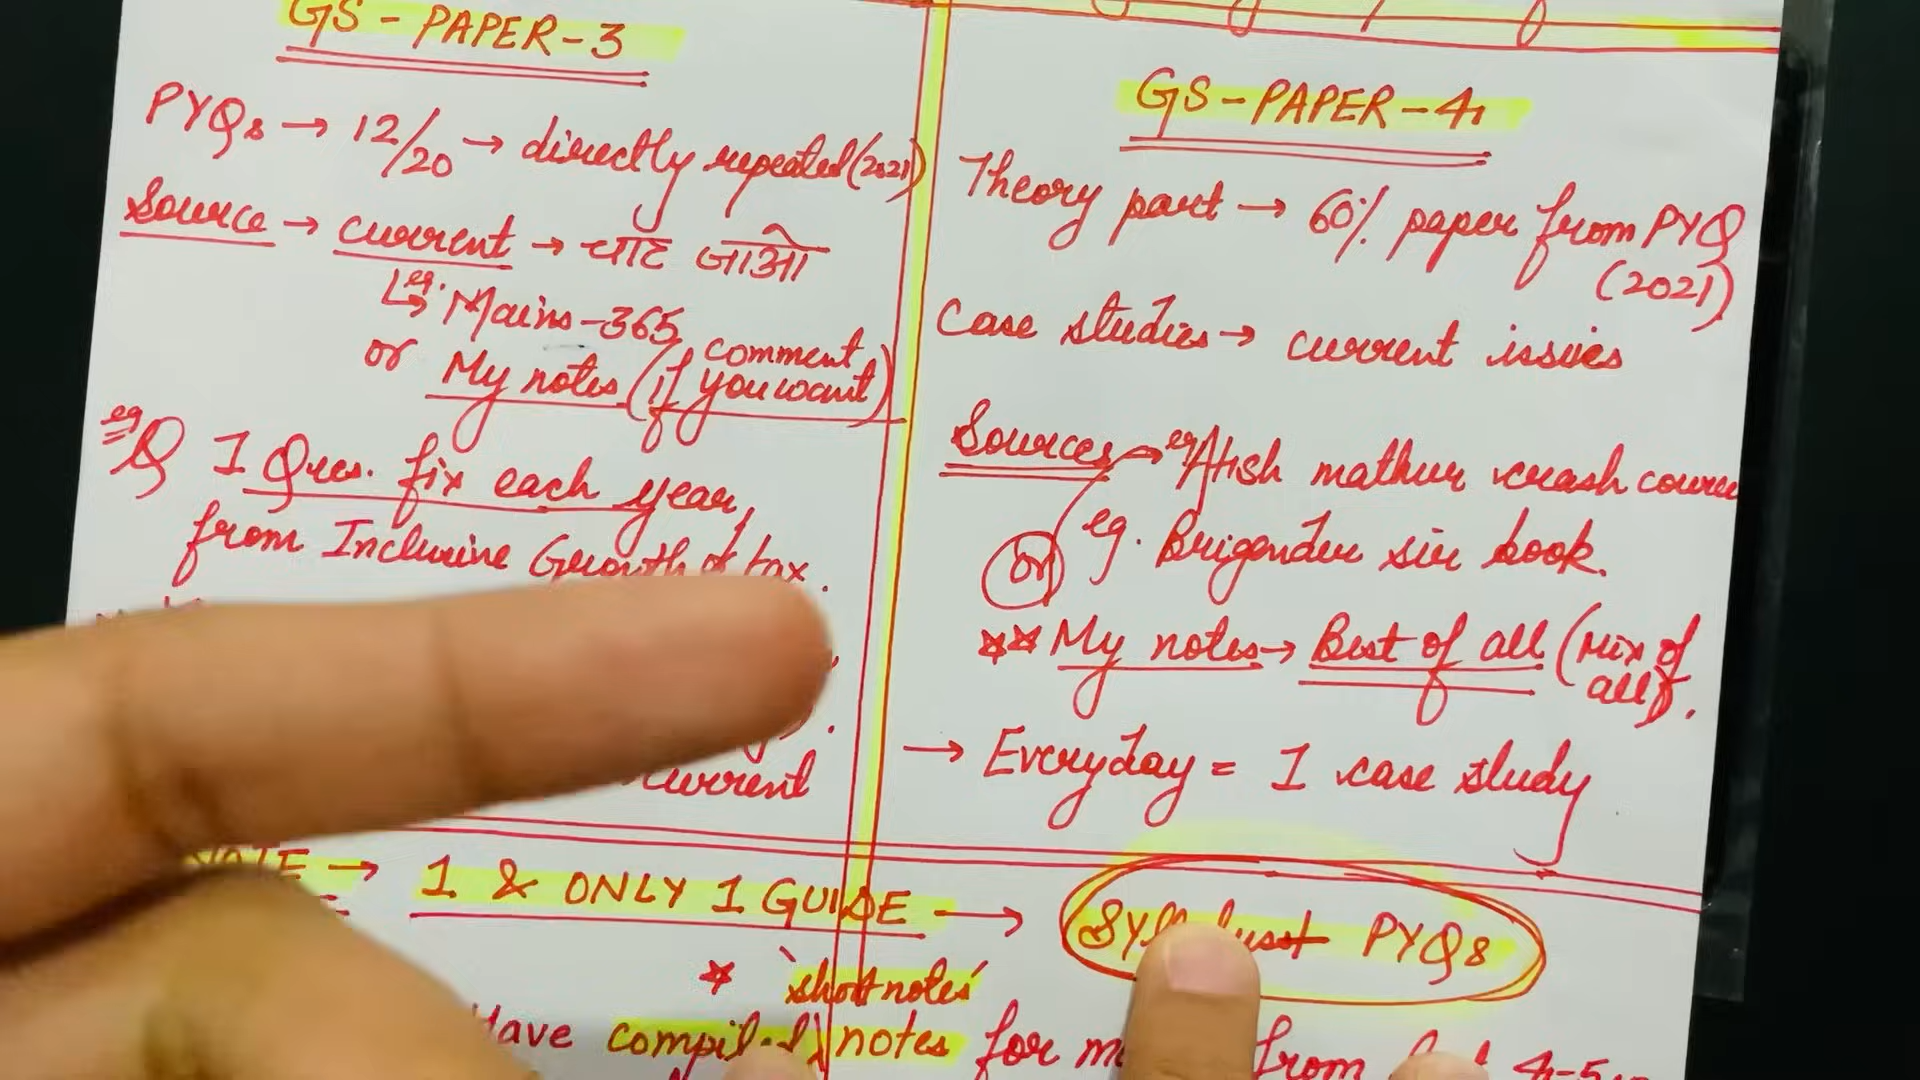 GS - PAPER - 3
PYQs → 12/20 → directly repeated (2021)
Source → current → चाट जाओ
eg. Mains-365
or My notes (if you want comment)
eg Q 1 Ques. fix each year,
from Inclusive Growth & tax.
current
GS - PAPER - 4
Theory part → 60% paper from PYQ
(2021)
Case studies → current issues
Sources → eg Atish mathur crash course
or eg. Brigender sir book.
** My notes → Best of all (Mix of all).
→ Everyday = 1 case study
NOTE → 1 & ONLY 1 GUIDE → Syllabus + PYQs
* 'short notes'
Have compiled notes for from 4-5